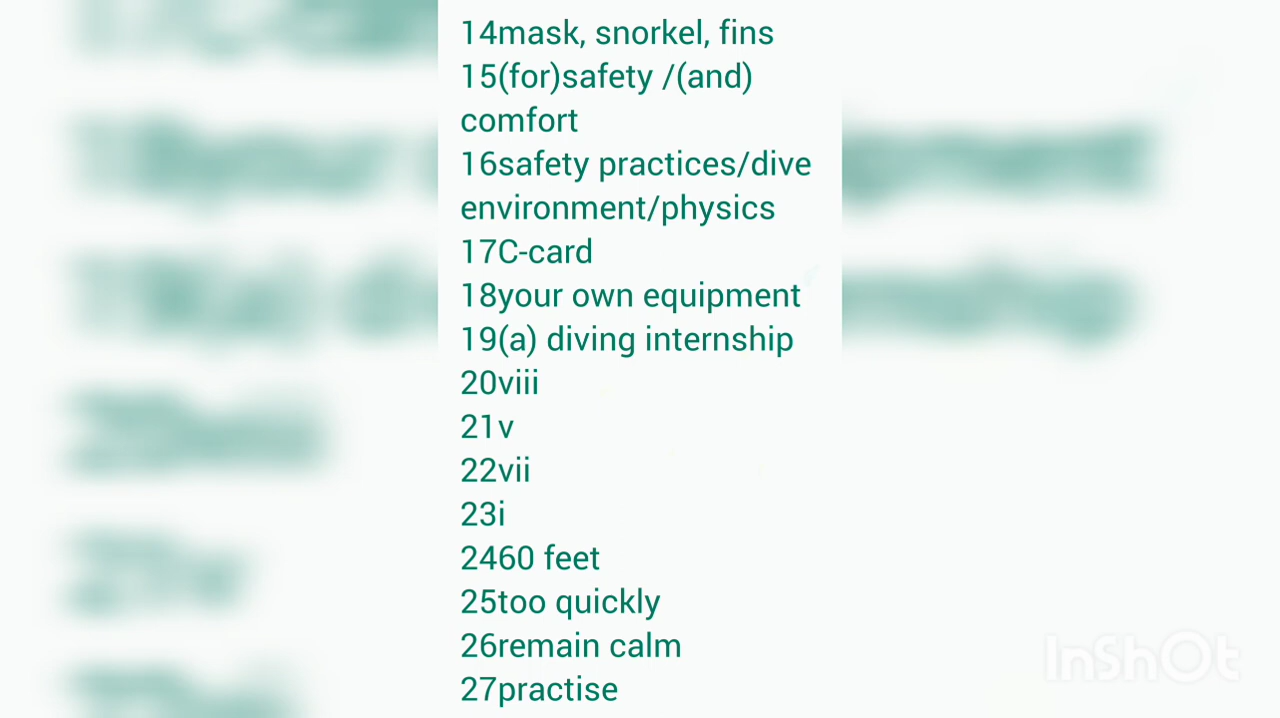 14mask, snorkel, fins
15(for)safety /(and)
comfort
16safety practices/dive
environment/physics
17C-card
18your own equipment
19(a) diving internship
20viii
21v
22vii
23i
2460 feet
25too quickly
26remain calm
27practise
InShOt